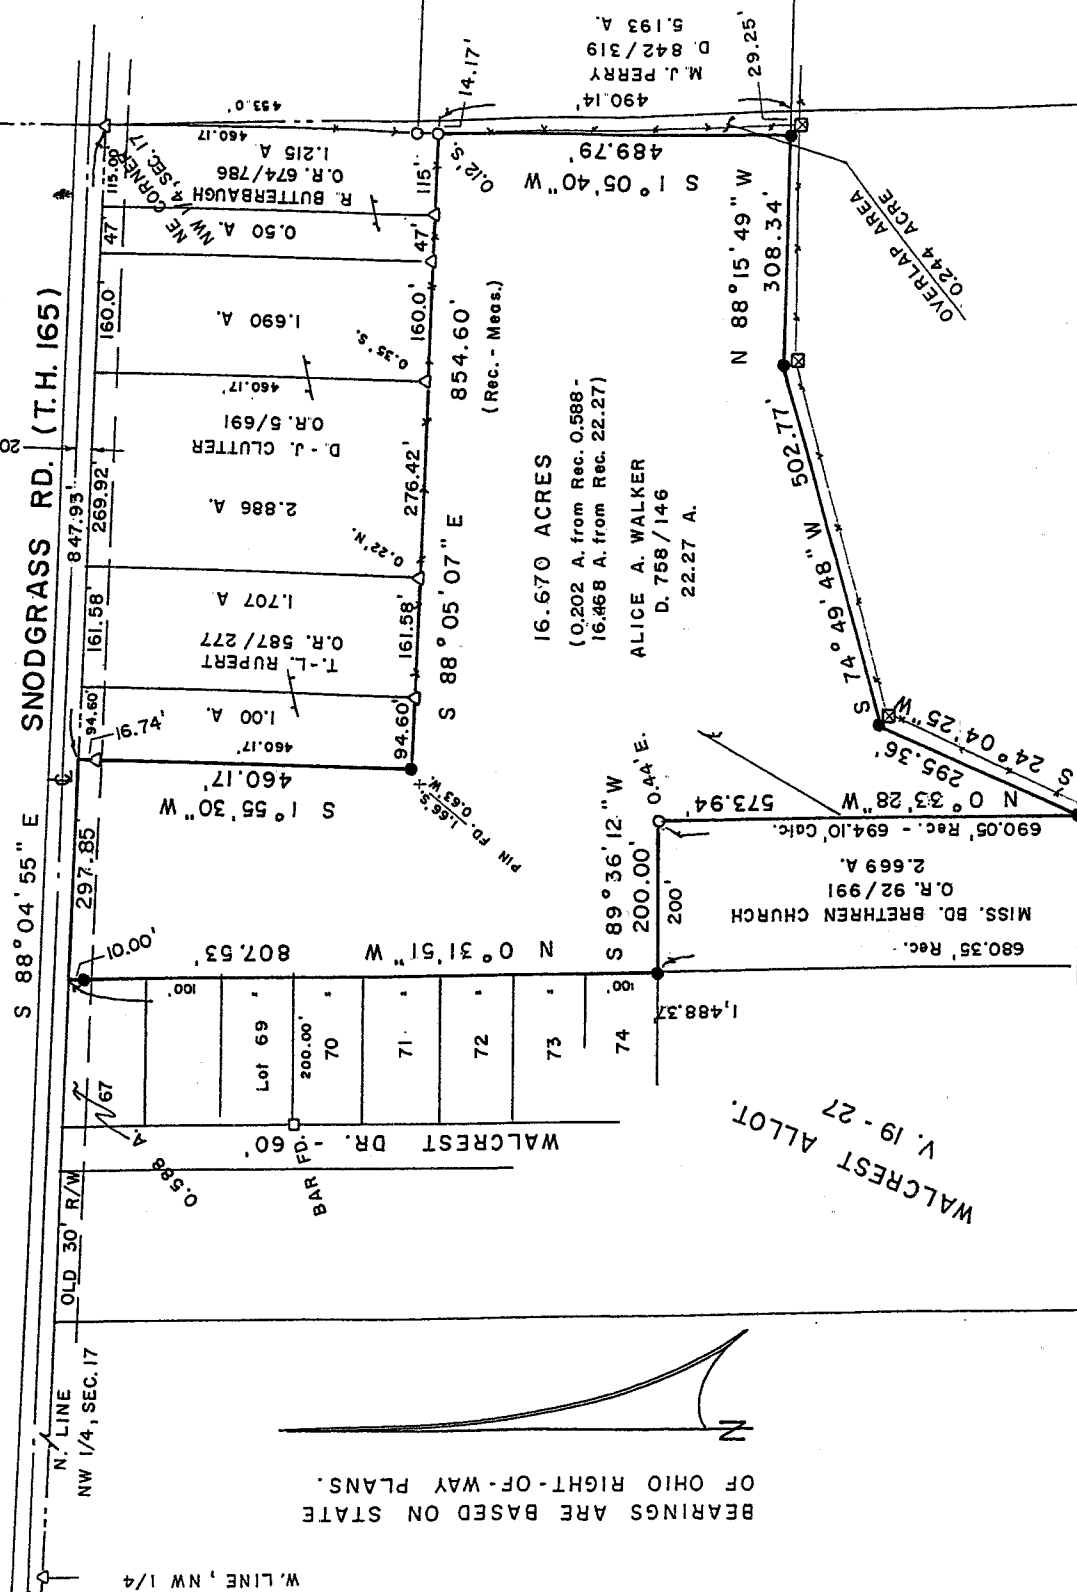 SNODGRASS RD. (T.H. 165)
S 88° 04' 55" E
847.93'
20
297.85'
94.60'
161.58'
269.92'
160.0'
47'
115.00
16.74'
10.00'
NE CORNER
NW 1/4, SEC. 17
453.0'
460.17'
R. BUTTERBAUGH
O.R. 674/786
1.215 A
0.50 A.
1.690 A.
460.17'
D.-J. CLUTTER
O.R. 5/691
2.886 A.
T.-L. RUPERT
O.R. 587/277
1.707 A
1.00 A.
460.17'
S 1° 55' 30" W
460.17'
94.60'
161.58'
276.42'
160.0'
47'
115'
0.22'N.
0.35'S.
0.12'S.
14.17'
S 88° 05' 07" E
854.60'
(Rec. - Meas.)
PIN FD.
1.66'S.
0.63'W.
M. J. PERRY
D. 842/319
5.193 A.
490.14'
29.25'
S 1° 05' 40" W
489.79'
N 88° 15' 49" W
308.34'
OVERLAP AREA
0.244 ACRE
16.670 ACRES
(0.202 A. from Rec. 0.588 -
16.468 A. from Rec. 22.27)
ALICE A. WALKER
D. 758/146
22.27 A.
S 74° 49' 48" W
502.77'
S 24° 04' 25" W
295.36'
N 0° 33' 28" W
573.94'
690.05' Rec. - 694.10' Calc.
0.44'E.
S 89° 36' 12" W
200.00'
200'
MISS. BD. BRETHREN CHURCH
O.R. 92/991
2.669 A.
680.35' Rec.
1,488.37
N 0° 31' 51" W
807.53'
100'
67
Lot 69
"
200.00'
70
"
71
"
72
"
73
"
74
100'
WALCREST DR. - 60'
BAR FD.
0.588
A.
OLD 30' R/W
WALCREST ALLOT.
V. 19 - 27
N. LINE
NW 1/4, SEC. 17
N
BEARINGS ARE BASED ON STATE
OF OHIO RIGHT-OF-WAY PLANS.
W. LINE, NW 1/4